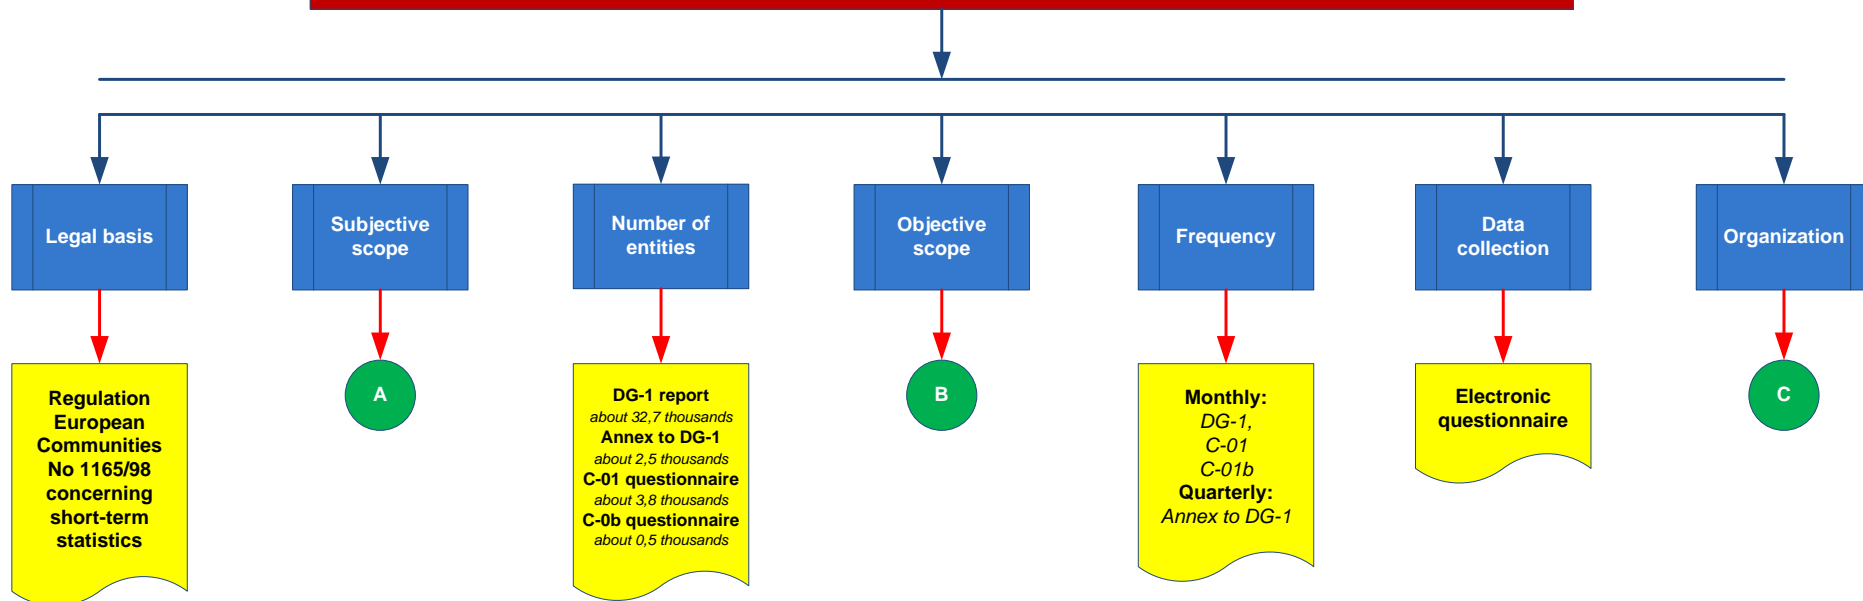 Legal basis
Subjective
scope
Number of
entities
Objective
scope
Frequency
Data
collection
Organization
Regulation
European
Communities
No 1165/98
concerning
short-term
statistics
A
DG-1 report
about 32,7 thousands
Annex to DG-1
about 2,5 thousands
C-01 questionnaire
about 3,8 thousands
C-0b questionnaire
about 0,5 thousands
B
Monthly:
DG-1,
C-01
C-01b
Quarterly:
Annex to DG-1
Electronic
questionnaire
C